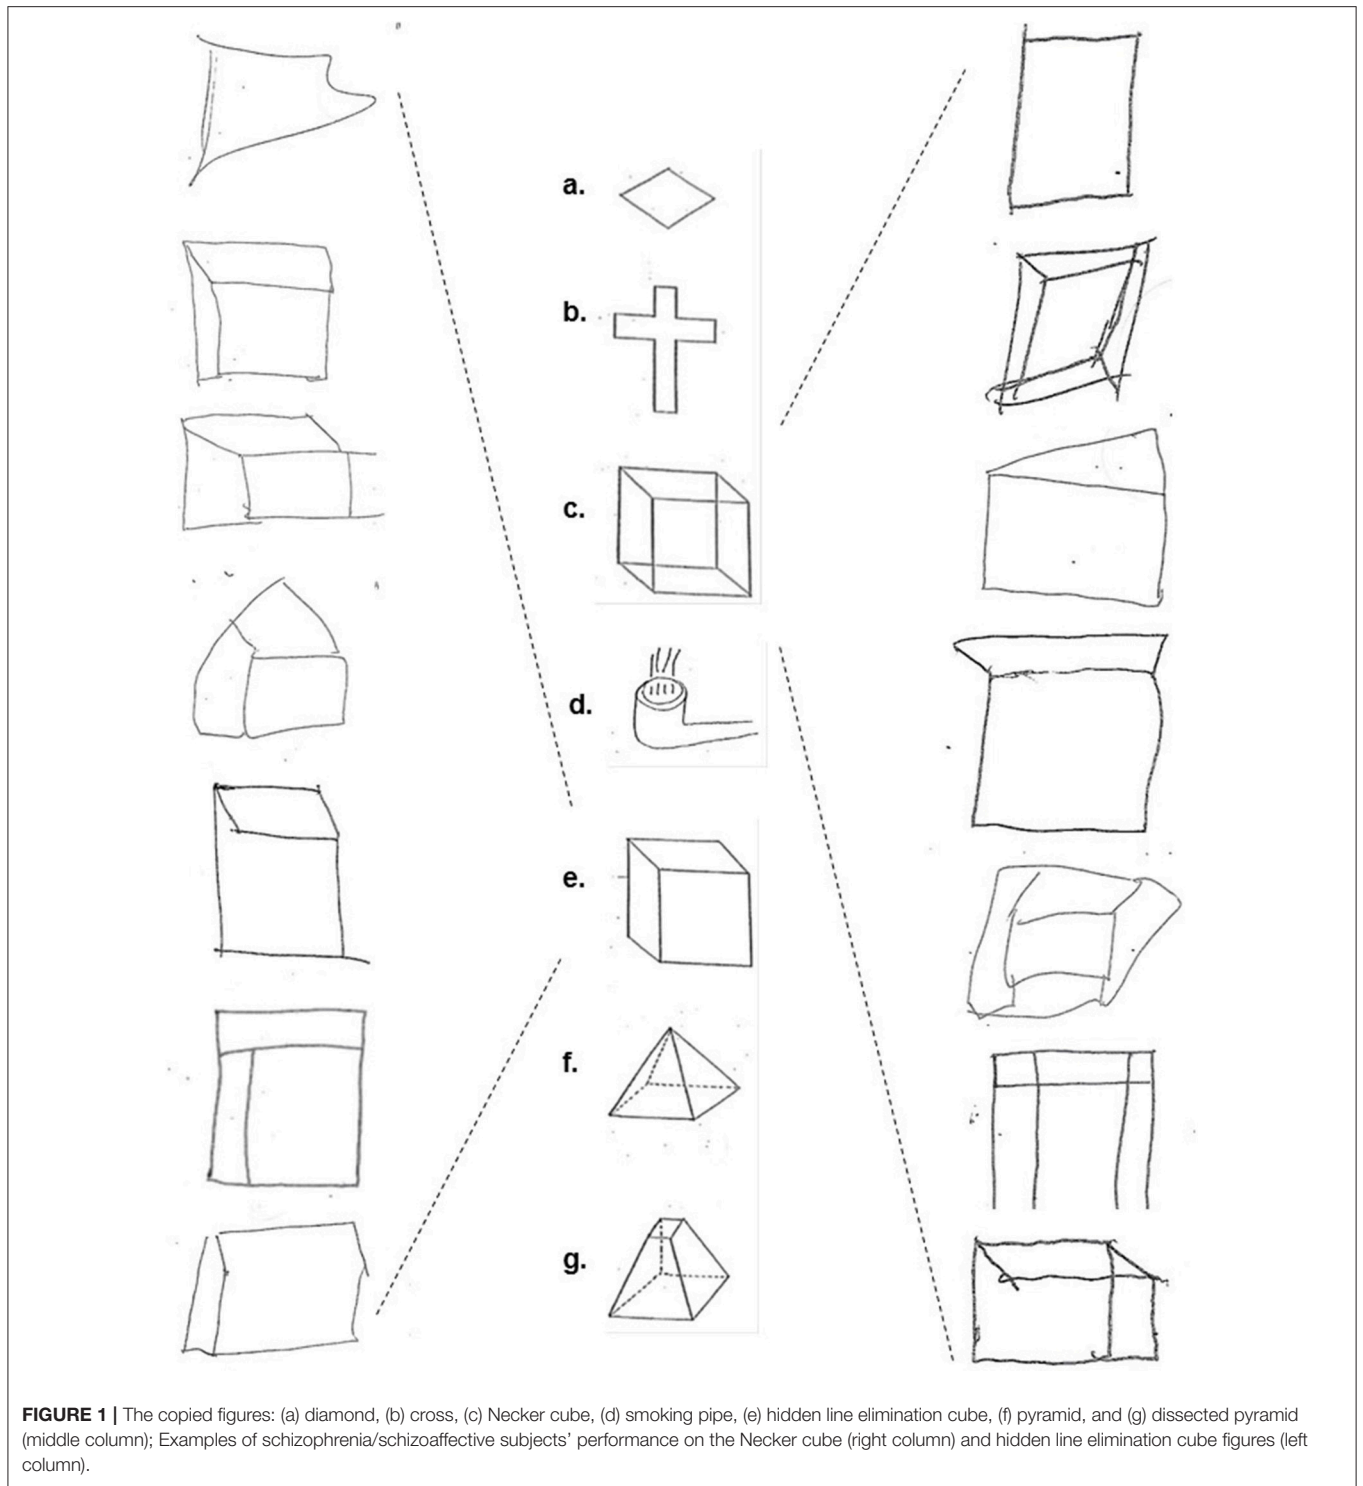 a.
b.
c.
d.
e.
f.
g.
FIGURE 1 | The copied figures: (a) diamond, (b) cross, (c) Necker cube, (d) smoking pipe, (e) hidden line elimination cube, (f) pyramid, and (g) dissected pyramid
(middle column); Examples of schizophrenia/schizoaffective subjects' performance on the Necker cube (right column) and hidden line elimination cube figures (left
column).